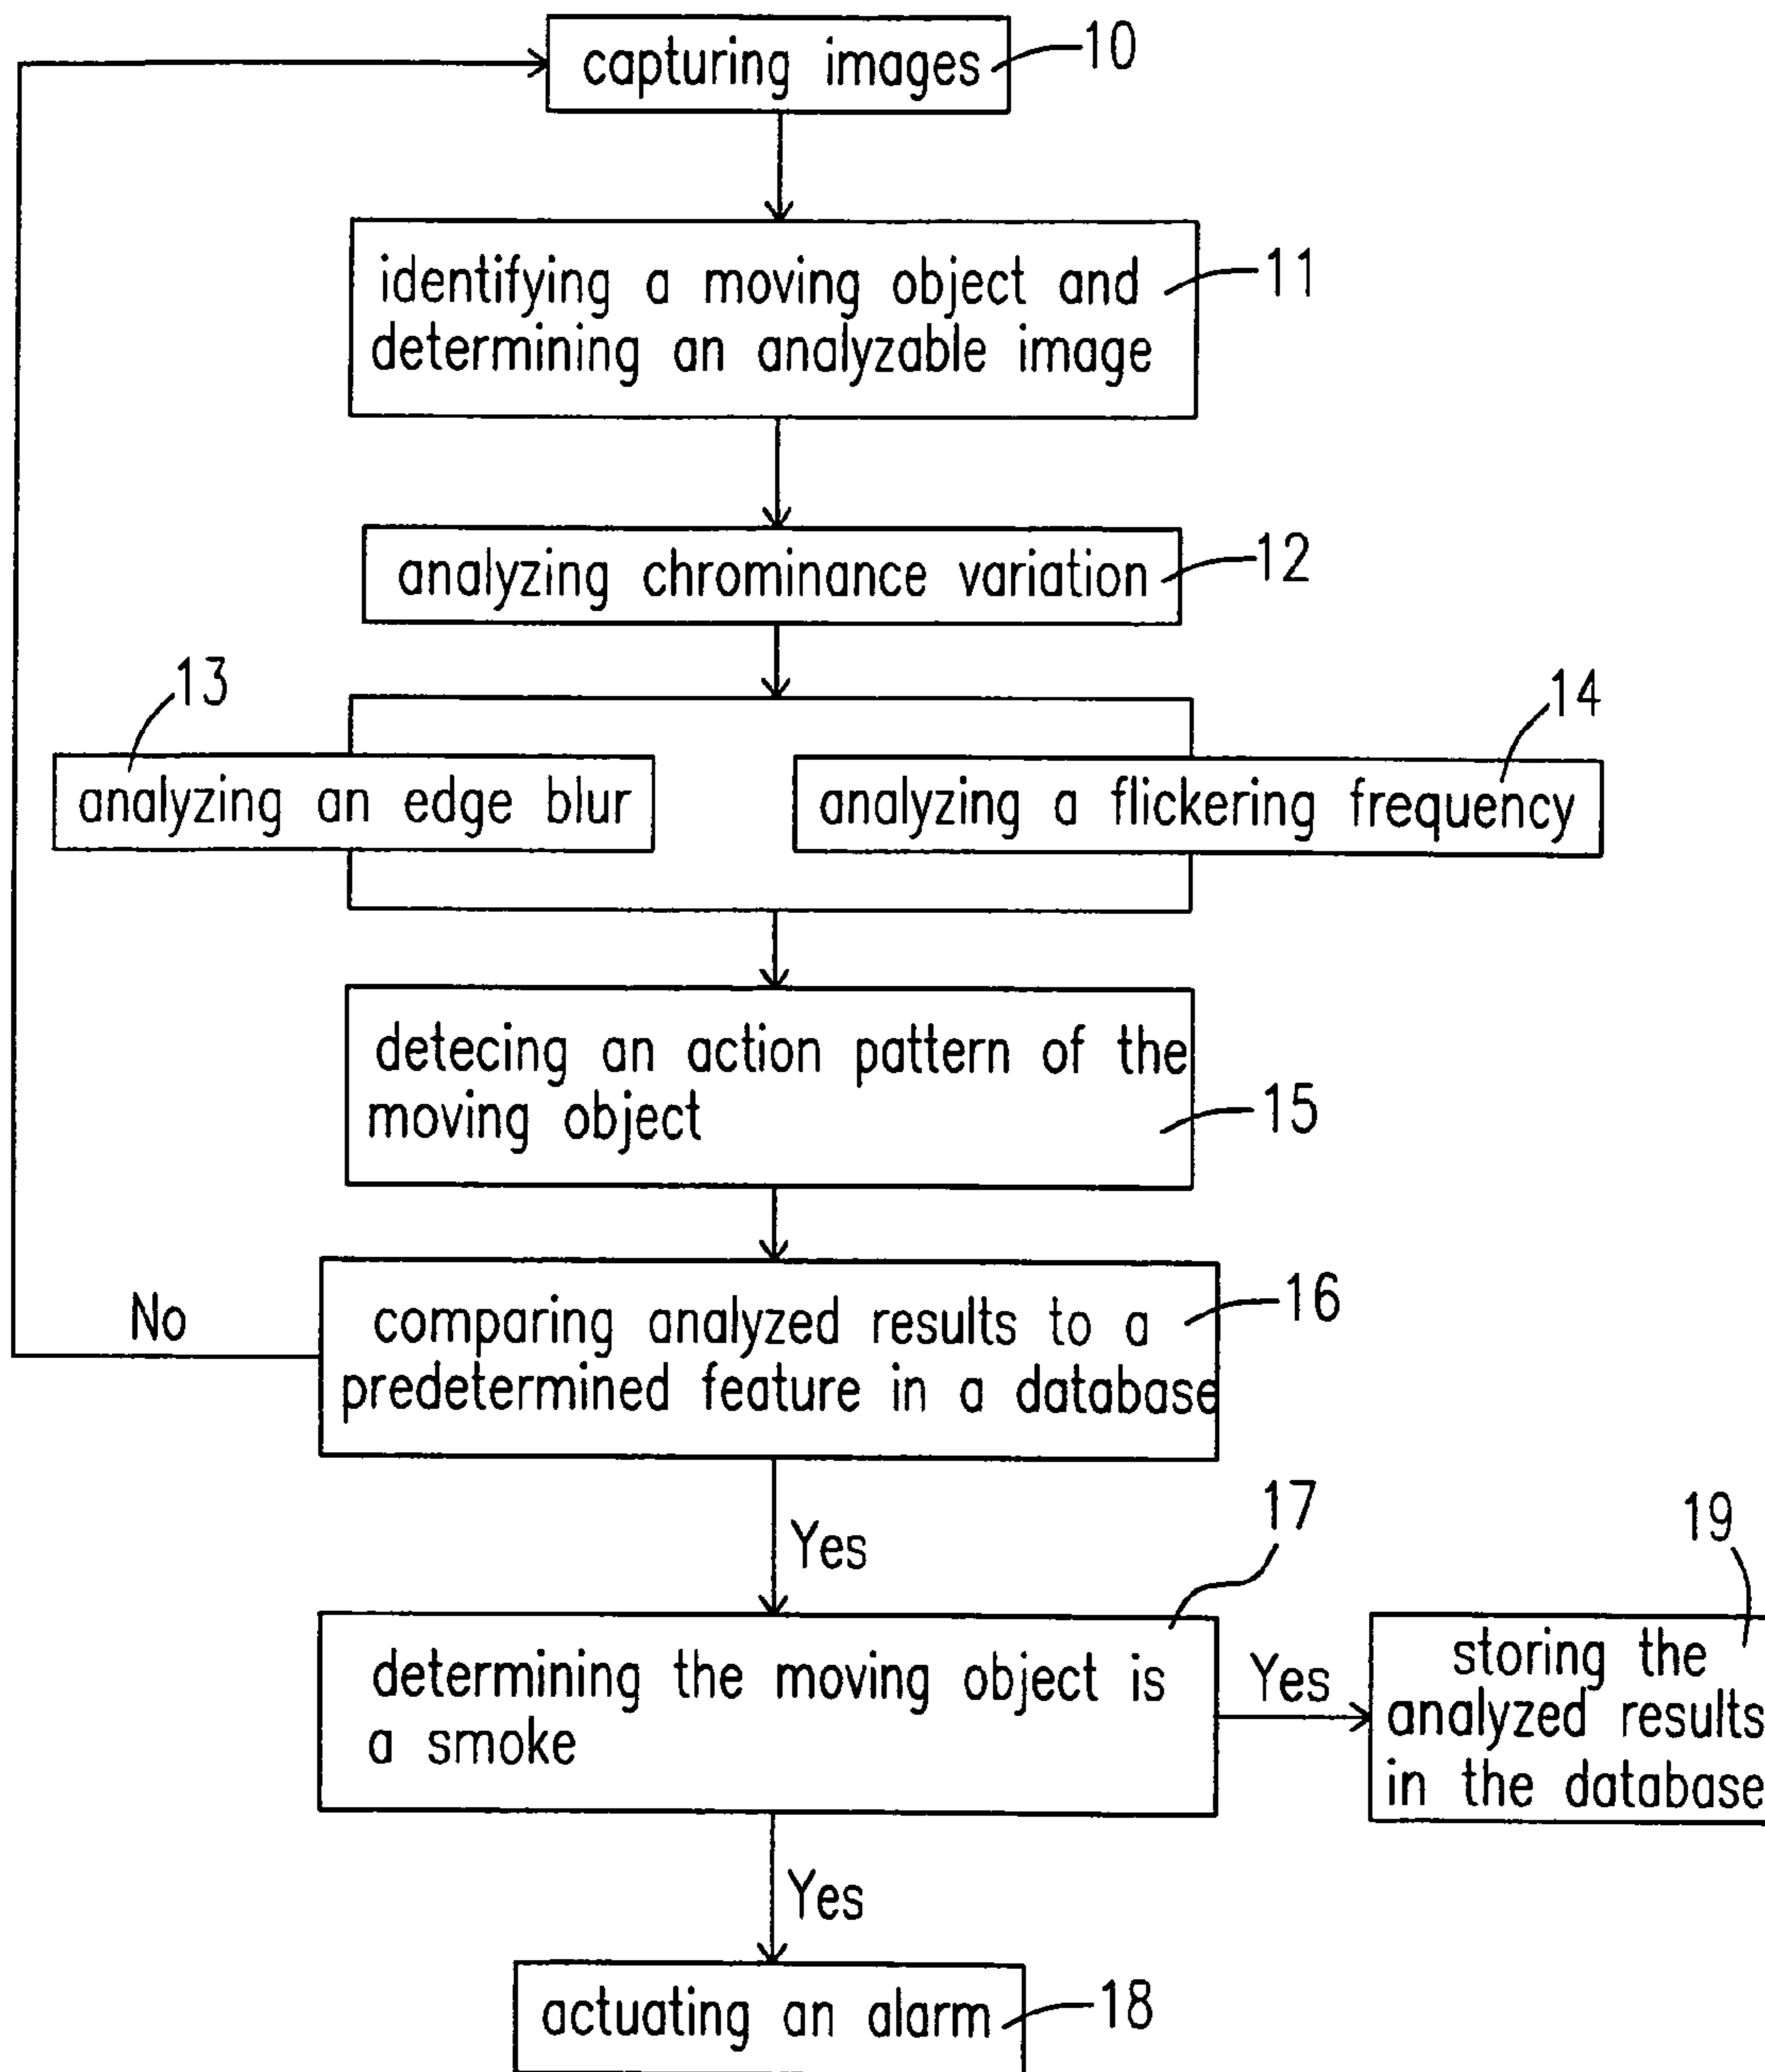 capturing images
10
identifying a moving object and
determining an analyzable image
11
analyzing chrominance variation
12
13
14
analyzing an edge blur
analyzing a flickering frequency
detecing an action pattern of the
moving object
15
No
comparing analyzed results to a
predetermined feature in a database
16
Yes
17
19
determining the moving object is
a smoke
Yes
storing the
analyzed results
in the database
Yes
actuating an alarm
18